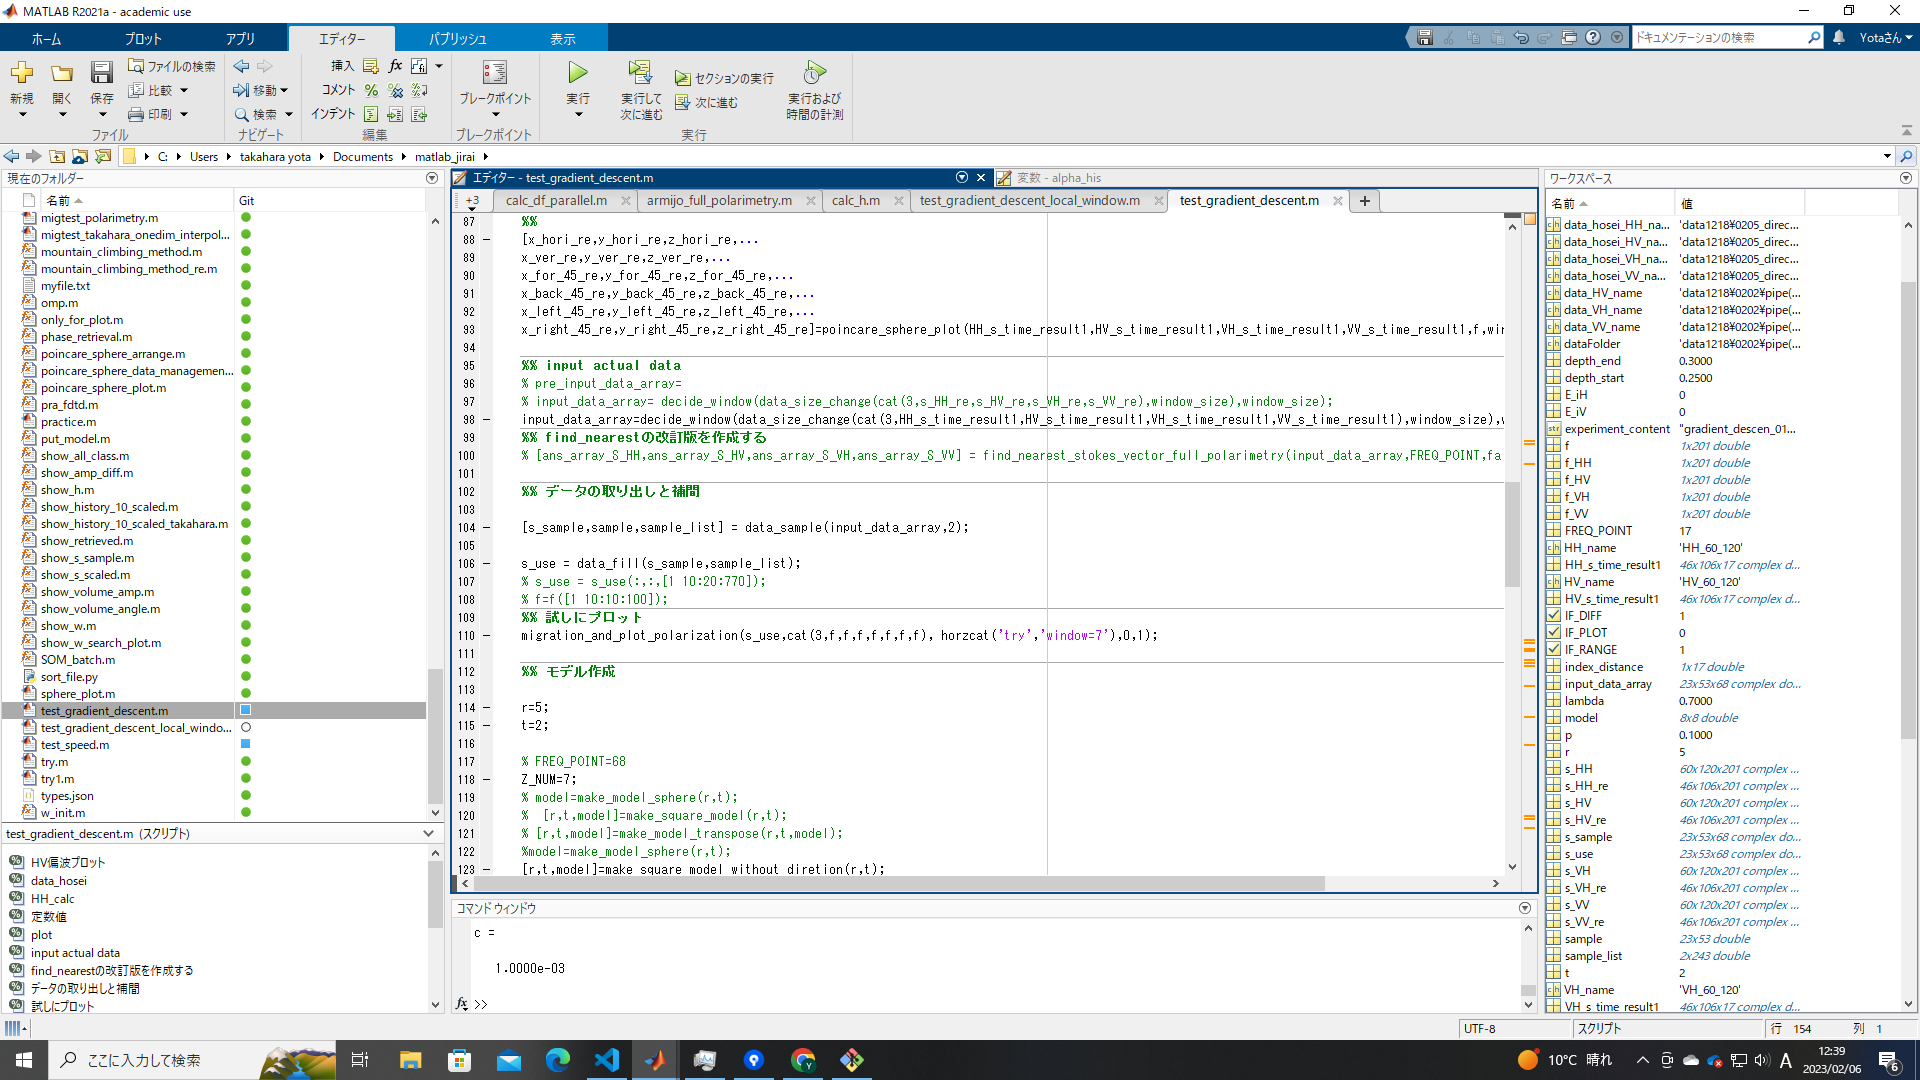 MATLAB R2021a - academic use
ホーム
プロット
アプリ
エディター
パブリッシュ
表示
ドキュメンテーションの検索
Yotaさん
新規
開く
保存
ファイルの検索
比較
印刷
ファイル
移動
検索
ナビゲート
挿入
コメント
インデント
編集
ブレークポイント
ブレークポイント
実行
実行して
次に進む
セクションの実行
次に進む
実行および
時間の計測
実行
C:
Users
takahara yota
Documents
matlab_jirai
現在のフォルダー
名前
Git
migtest_polarimetry.m
migtest_takahara_onedim_interpol...
mountain_climbing_method.m
mountain_climbing_method_re.m
myfile.txt
omp.m
only_for_plot.m
phase_retrieval.m
poincare_sphere_arrange.m
poincare_sphere_data_managemen...
poincare_sphere_plot.m
pra_fdtd.m
practice.m
put_model.m
show_all_class.m
show_amp_diff.m
show_h.m
show_history_10_scaled.m
show_history_10_scaled_takahara.m
show_retrieved.m
show_s_sample.m
show_s_scaled.m
show_volume_amp.m
show_volume_angle.m
show_w.m
show_w_search_plot.m
SOM_batch.m
sort_file.py
sphere_plot.m
test_gradient_descent.m
test_gradient_descent_local_windo...
test_speed.m
try.m
try1.m
types.json
w_init.m
test_gradient_descent.m (スクリプト)
HV偏波プロット
data_hosei
HH_calc
定数値
plot
input actual data
find_nearestの改訂版を作成する
データの取り出しと補間
試しにプロット
エディター - test_gradient_descent.m
変数 - alpha_his
+3
calc_df_parallel.m
armijo_full_polarimetry.m
calc_h.m
test_gradient_descent_local_window.m
test_gradient_descent.m
87 %%
88 [x_hori_re,y_hori_re,z_hori_re,...
89 x_ver_re,y_ver_re,z_ver_re,...
90 x_for_45_re,y_for_45_re,z_for_45_re,...
91 x_back_45_re,y_back_45_re,z_back_45_re,...
92 x_left_45_re,y_left_45_re,z_left_45_re,...
93 x_right_45_re,y_right_45_re,z_right_45_re]=poincare_sphere_plot(HH_s_time_result1,HV_s_time_result1,VH_s_time_result1,VV_s_time_result1,f,wi
94
95 %% input actual data
96 % pre_input_data_array=
97 % input_data_array= decide_window(data_size_change(cat(3,s_HH_re,s_HV_re,s_VH_re,s_VV_re),window_size),window_size);
98 input_data_array=decide_window(data_size_change(cat(3,HH_s_time_result1,HV_s_time_result1,VH_s_time_result1,VV_s_time_result1),window_size),
99 %% find_nearestの改訂版を作成する
100 % [ans_array_S_HH,ans_array_S_HV,ans_array_S_VH,ans_array_S_VV] = find_nearest_stokes_vector_full_polarimetry(input_data_array,FREQ_POINT,fa
101
102 %% データの取り出しと補間
103
104 [s_sample,sample,sample_list] = data_sample(input_data_array,2);
105
106 s_use = data_fill(s_sample,sample_list);
107 % s_use = s_use(:,:,[1 10:20:770]);
108 % f=f([1 10:10:100]);
109 %% 試しにプロット
110 migration_and_plot_polarization(s_use,cat(3,f,f,f,f,f,f,f), horzcat('try','window=7'),0,1);
111
112 %% モデル作成
113
114 r=5;
115 t=2;
116
117 % FREQ_POINT=68
118 Z_NUM=7;
119 % model=make_model_sphere(r,t);
120 %  [r,t,model]=make_square_model(r,t);
121 % [r,t,model]=make_model_transpose(r,t,model);
122 %model=make_model_sphere(r,t);
123 [r,t,model]=make_square_model_without_diretion(r,t);
コマンド ウィンドウ
c =
1.0000e-03
fx >>
ワークスペース
名前 値
data_hosei_HH_na... 'data1218¥0205_direc...
data_hosei_HV_na... 'data1218¥0205_direc...
data_hosei_VH_na... 'data1218¥0205_direc...
data_hosei_VV_na... 'data1218¥0205_direc...
data_HV_name 'data1218¥0202¥pipe(...
data_VH_name 'data1218¥0202¥pipe(...
data_VV_name 'data1218¥0202¥pipe(...
dataFolder 'data1218¥0202¥pipe(...
depth_end 0.3000
depth_start 0.2500
E_iH 0
E_iV 0
experiment_content "gradient_descen_01...
f 1x201 double
f_HH 1x201 double
f_HV 1x201 double
f_VH 1x201 double
f_VV 1x201 double
FREQ_POINT 17
HH_name 'HH_60_120'
HH_s_time_result1 46x106x17 complex d...
HV_name 'HV_60_120'
HV_s_time_result1 46x106x17 complex d...
IF_DIFF 1
IF_PLOT 0
IF_RANGE 1
index_distance 1x17 double
input_data_array 23x53x68 complex do...
lambda 0.7000
model 8x8 double
p 0.1000
r 5
s_HH 60x120x201 complex ...
s_HH_re 46x106x201 complex ...
s_HV 60x120x201 complex ...
s_HV_re 46x106x201 complex ...
s_sample 23x53x68 complex do...
s_use 23x53x68 complex do...
s_VH 60x120x201 complex ...
s_VH_re 46x106x201 complex ...
s_VV 60x120x201 complex ...
s_VV_re 46x106x201 complex ...
sample 23x53 double
sample_list 2x243 double
t 2
VH_name 'VH_60_120'
VH_s_time_result1 46x106x17 complex d...
UTF-8
スクリプト
行 154 列 1
ここに入力して検索
10°C 晴れ
A
12:39
2023/02/06
6